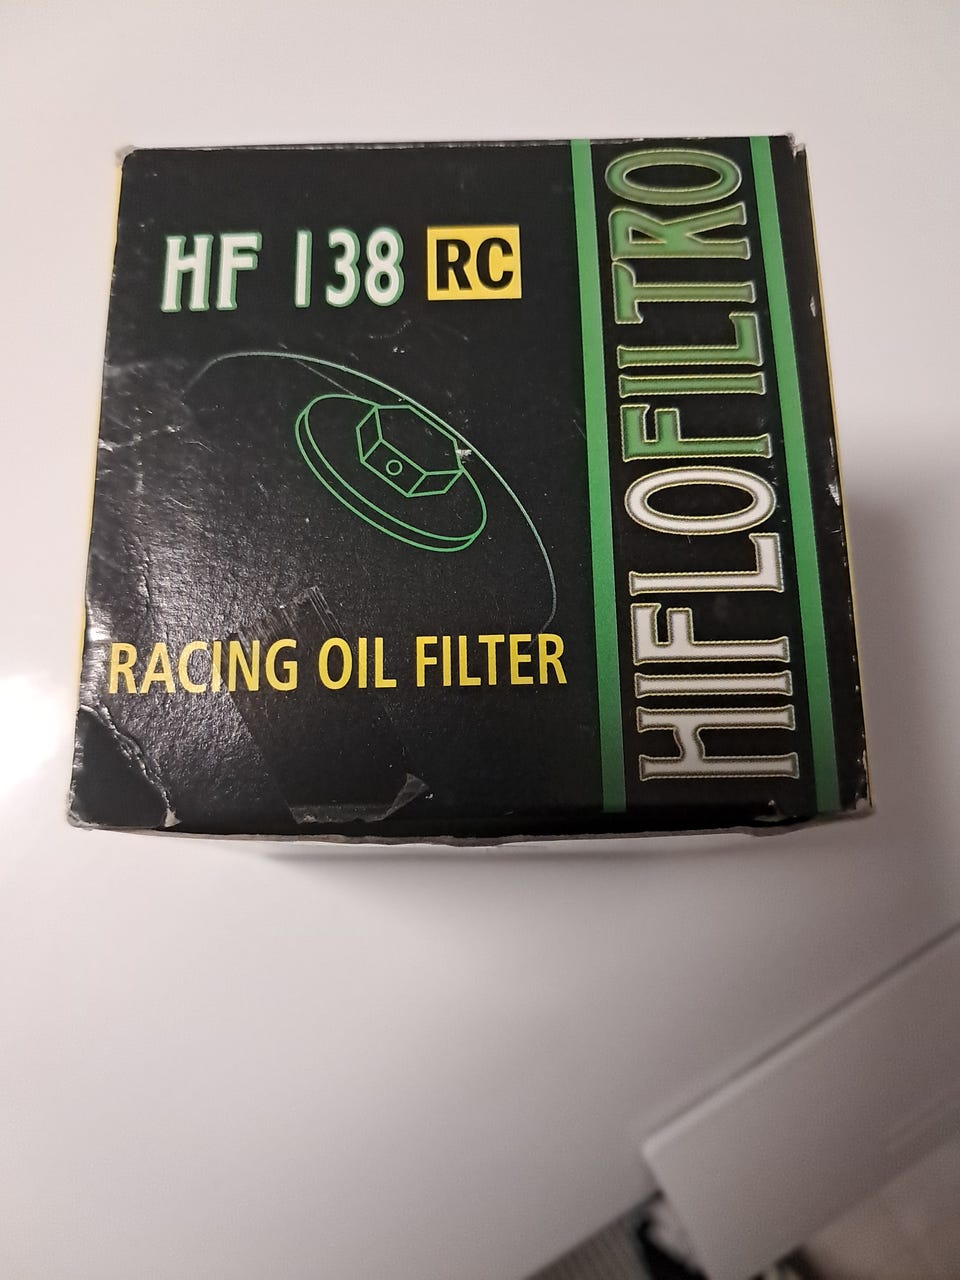 HF 138 RC
RACING OIL FILTER
HIFLOFILTRO